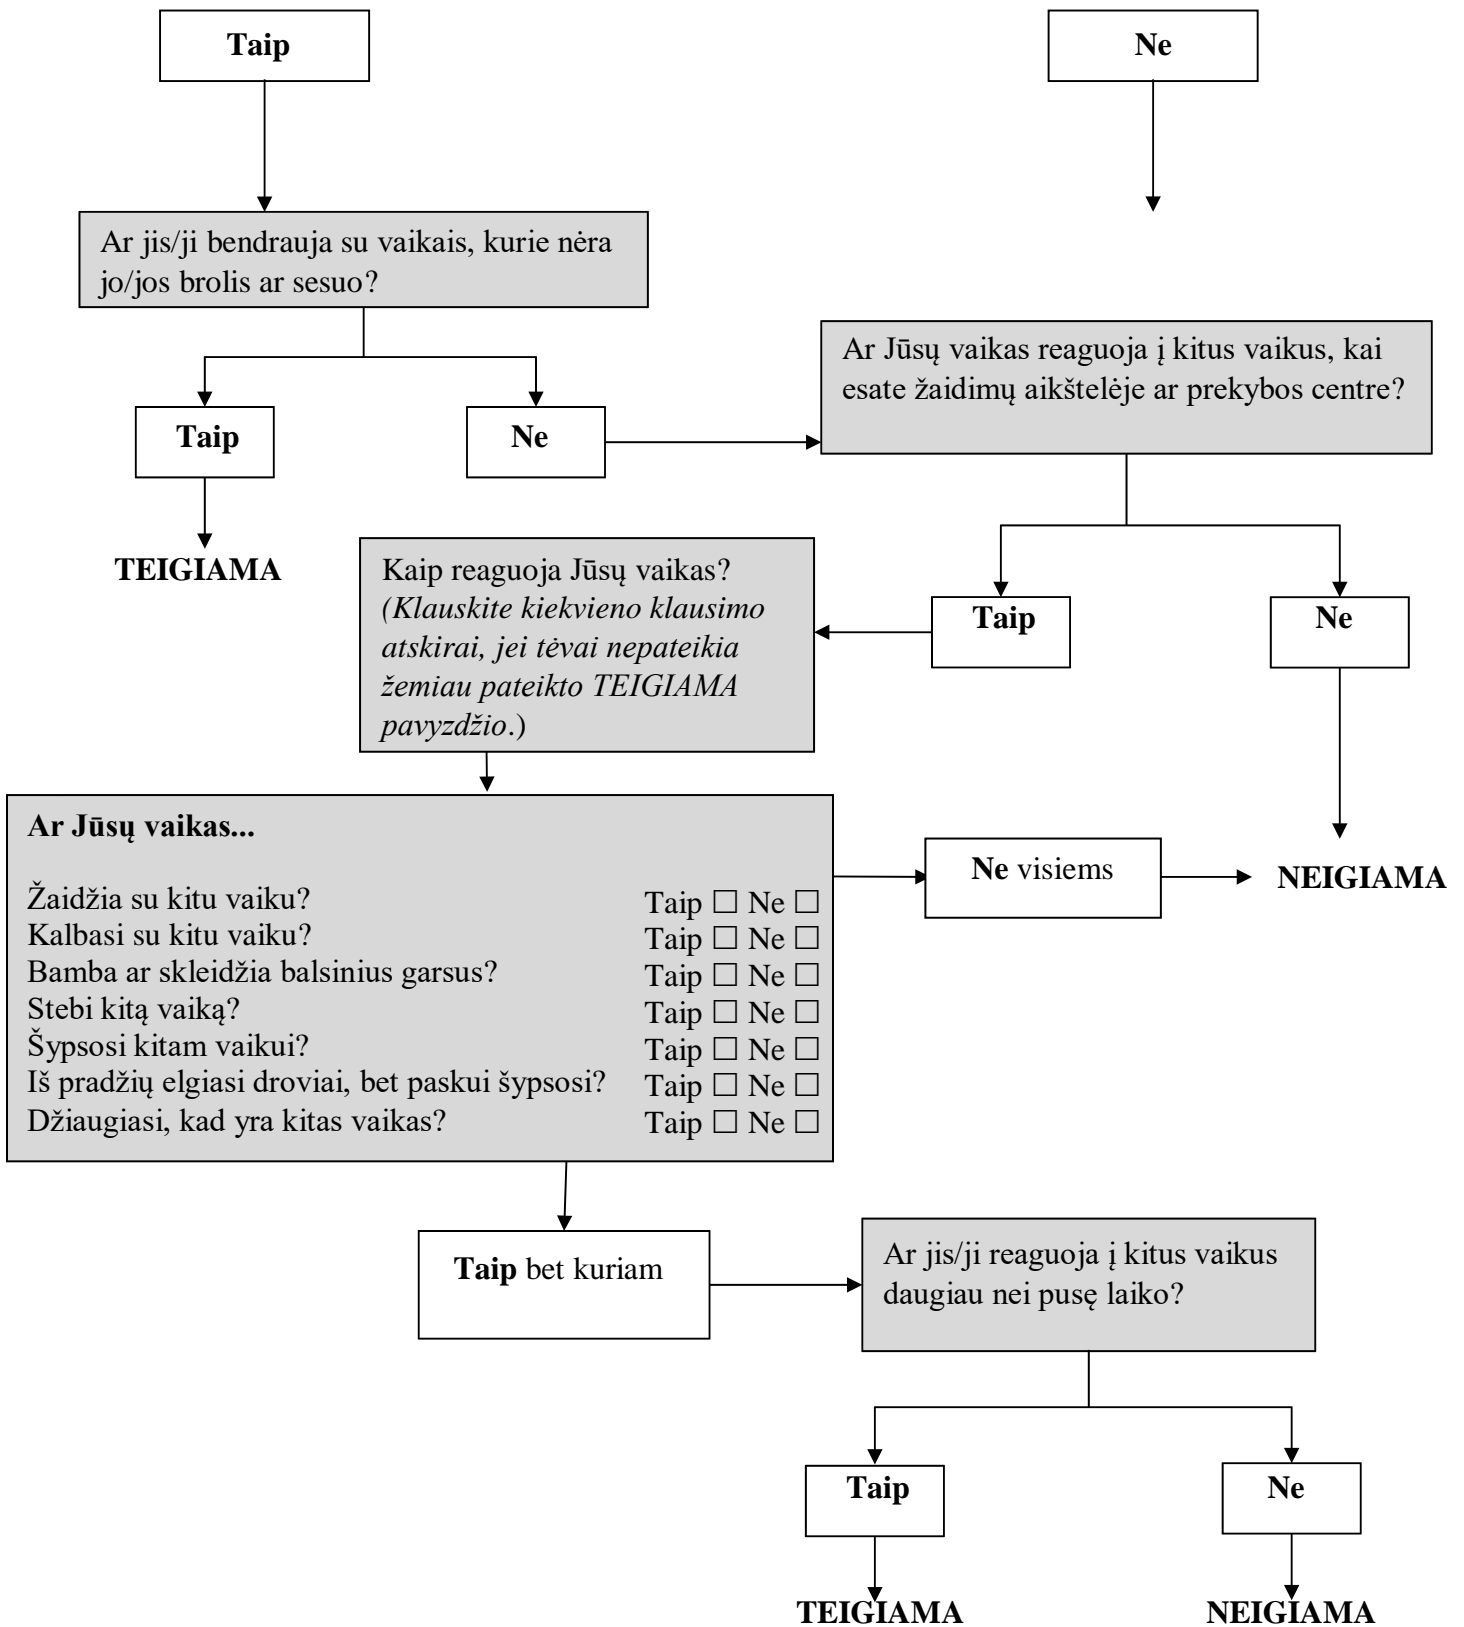 Taip
Ne
Ar jis/ji bendrauja su vaikais, kurie nėra
jo/jos brolis ar sesuo?
Ar Jūsų vaikas reaguoja į kitus vaikus, kai
esate žaidimų aikštelėje ar prekybos centre?
Taip
Ne
TEIGIAMA
Kaip reaguoja Jūsų vaikas?
(Klauskite kiekvieno klausimo
atskirai, jei tėvai nepateikia
žemiau pateikto TEIGIAMA
pavyzdžio.)
Taip
Ne
Ar Jūsų vaikas...
Žaidžia su kitu vaiku? Taip ☐ Ne ☐
Kalbasi su kitu vaiku? Taip ☐ Ne ☐
Bamba ar skleidžia balsinius garsus? Taip ☐ Ne ☐
Stebi kitą vaiką? Taip ☐ Ne ☐
Šypsosi kitam vaikui? Taip ☐ Ne ☐
Iš pradžių elgiasi droviai, bet paskui šypsosi? Taip ☐ Ne ☐
Džiaugiasi, kad yra kitas vaikas? Taip ☐ Ne ☐
Ne visiems
NEIGIAMA
Taip bet kuriam
Ar jis/ji reaguoja į kitus vaikus
daugiau nei pusę laiko?
Taip
Ne
TEIGIAMA
NEIGIAMA